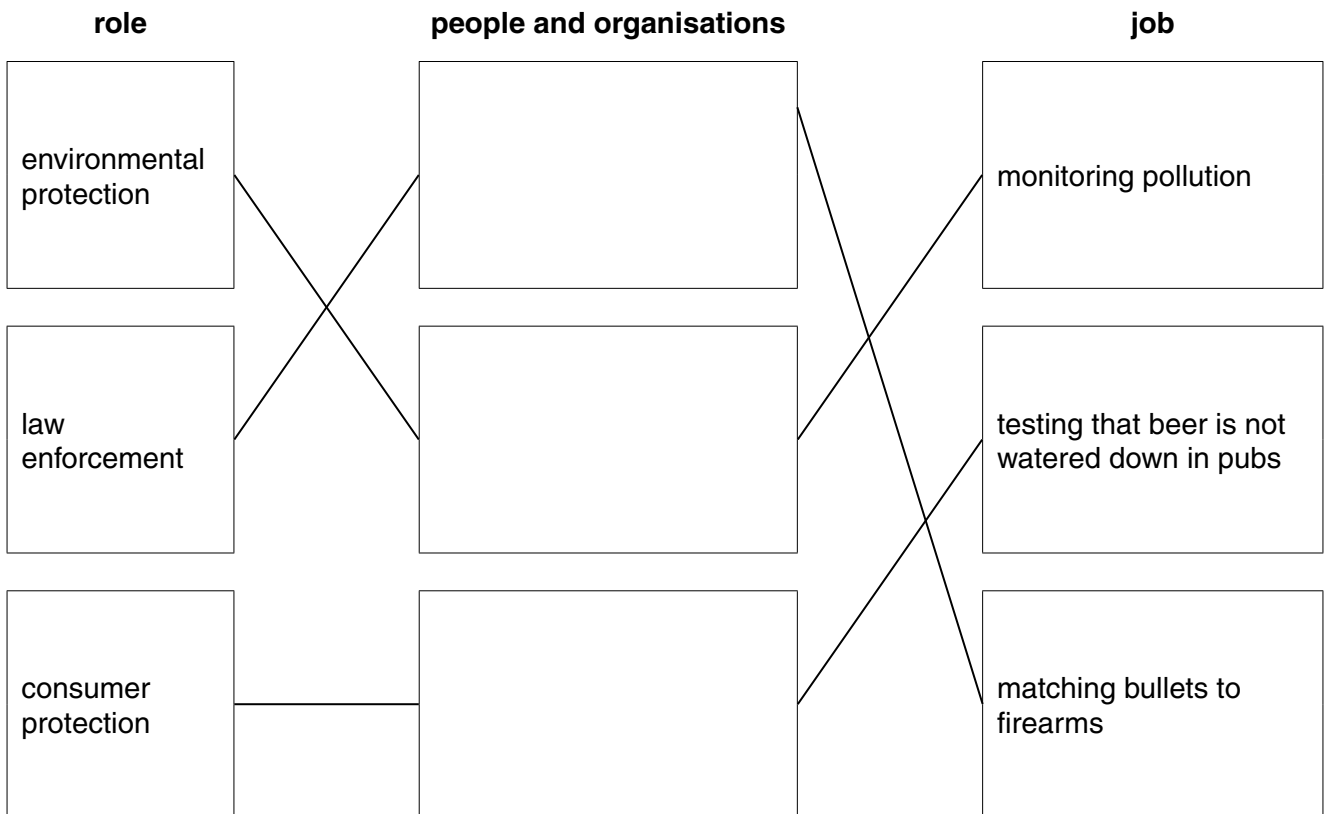 role
people and organisations
job
environmental
protection
monitoring pollution
law
enforcement
testing that beer is not
watered down in pubs
consumer
protection
matching bullets to
firearms